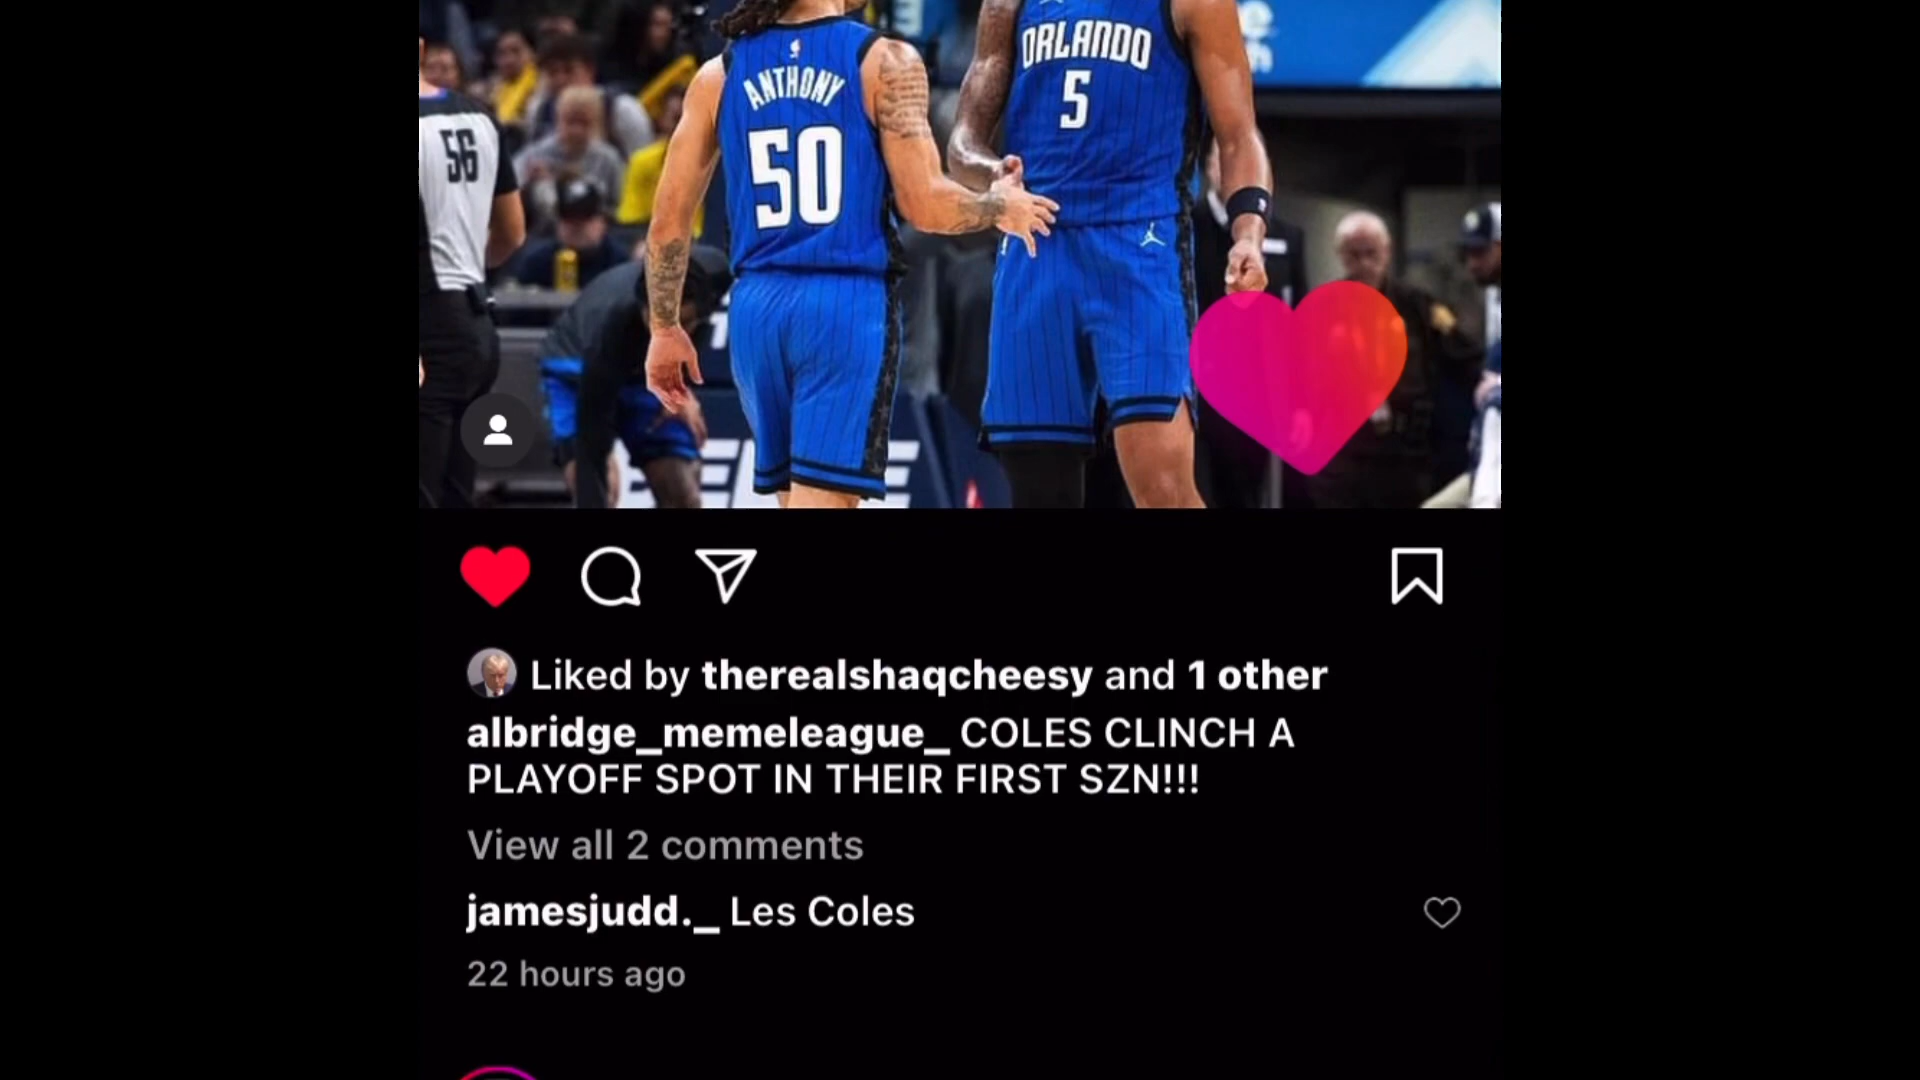 ANTHONY
50
ORLANDO
5
56
Liked by therealshaqcheesy and 1 other
albridge_memeleague_ COLES CLINCH A
PLAYOFF SPOT IN THEIR FIRST SZN!!!
View all 2 comments
jamesjudd._ Les Coles
22 hours ago